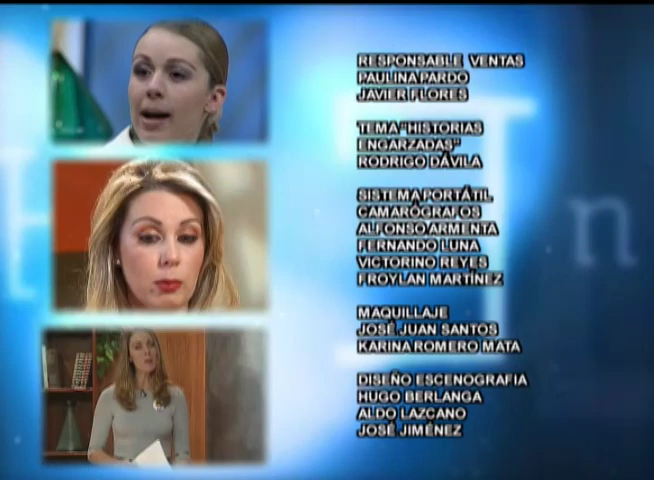 RESPONSABLE VENTAS
PAULINA PARDO
JAVIER FLORES
TEMA "HISTORIAS
ENGARZADAS"
RODRIGO DÁVILA
SISTEMA PORTÁTIL
CAMARÓGRAFOS
ALFONSO ARMENTA
FERNANDO LUNA
VICTORINO REYES
FROYLAN MARTÍNEZ
MAQUILLAJE
JOSÉ JUAN SANTOS
KARINA ROMERO MATA
DISEÑO ESCENOGRAFIA
HUGO BERLANGA
ALDO LAZCANO
JOSÉ JIMÉNEZ